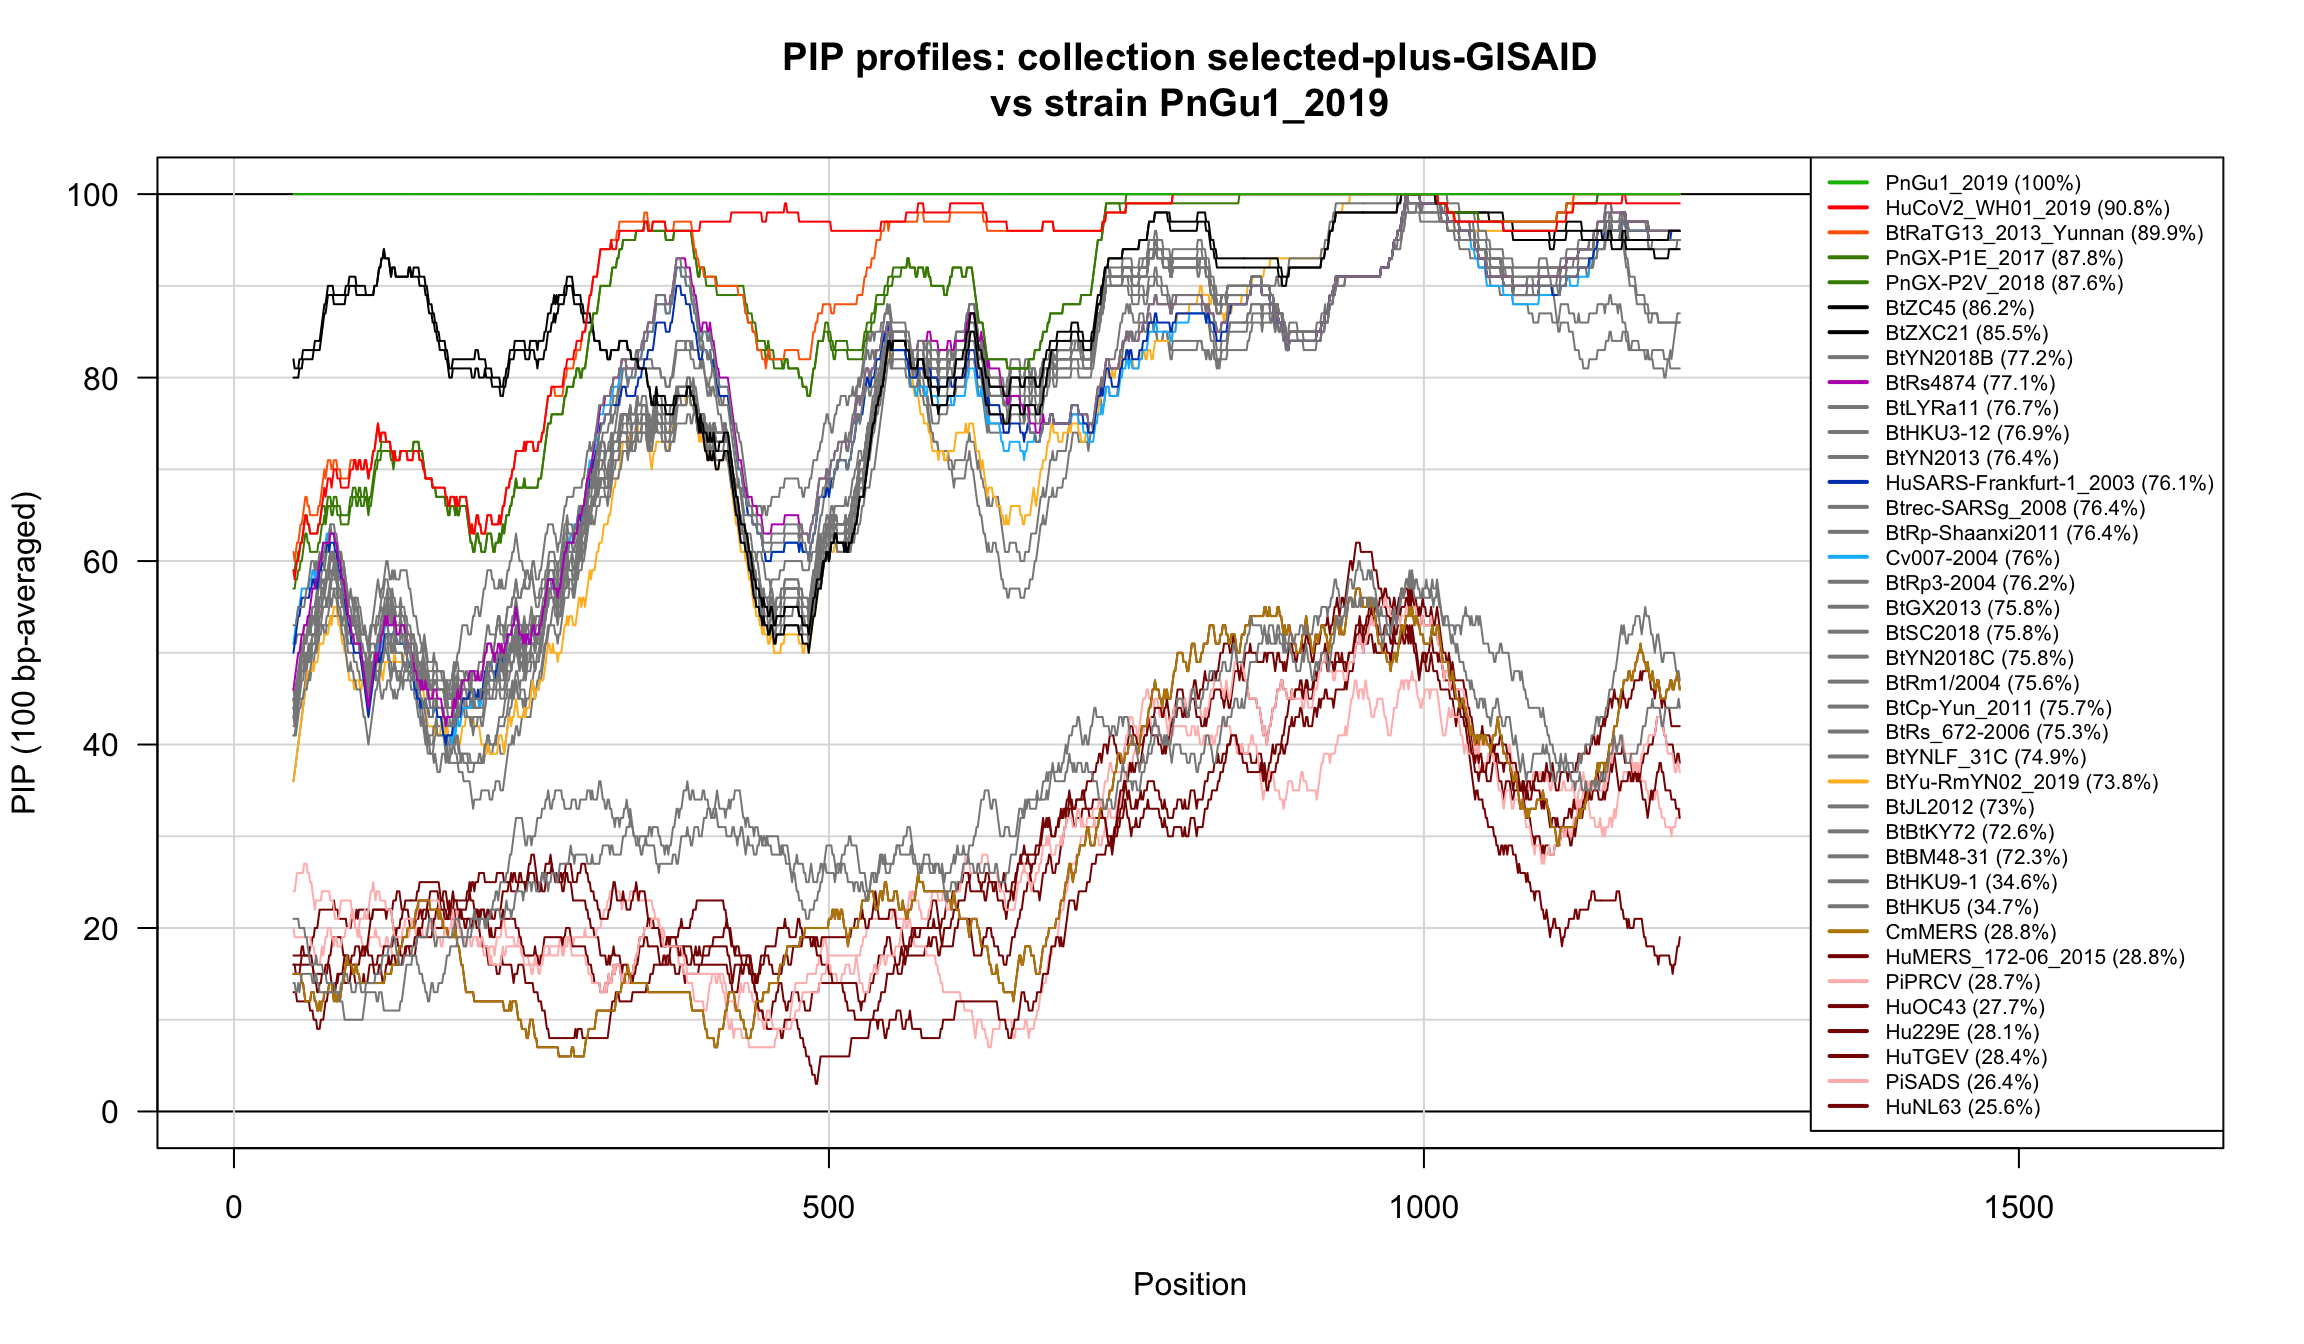 PIP profiles: collection selected-plus-GISAID
vs strain PnGu1_2019
PIP (100 bp-averaged)
100
80
60
40
20
0
0
500
1000
1500
Position
PnGu1_2019 (100%)
HuCoV2_WH01_2019 (90.8%)
BtRaTG13_2013_Yunnan (89.9%)
PnGX-P1E_2017 (87.8%)
PnGX-P2V_2018 (87.6%)
BtZC45 (86.2%)
BtZXC21 (85.5%)
BtYN2018B (77.2%)
BtRs4874 (77.1%)
BtLYRa11 (76.7%)
BtHKU3-12 (76.9%)
BtYN2013 (76.4%)
HuSARS-Frankfurt-1_2003 (76.1%)
Btrec-SARSg_2008 (76.4%)
BtRp-Shaanxi2011 (76.4%)
Cv007-2004 (76%)
BtRp3-2004 (76.2%)
BtGX2013 (75.8%)
BtSC2018 (75.8%)
BtYN2018C (75.8%)
BtRm1/2004 (75.6%)
BtCp-Yun_2011 (75.7%)
BtRs_672-2006 (75.3%)
BtYNLF_31C (74.9%)
BtYu-RmYN02_2019 (73.8%)
BtJL2012 (73%)
BtBtKY72 (72.6%)
BtBM48-31 (72.3%)
BtHKU9-1 (34.6%)
BtHKU5 (34.7%)
CmMERS (28.8%)
HuMERS_172-06_2015 (28.8%)
PiPRCV (28.7%)
HuOC43 (27.7%)
Hu229E (28.1%)
HuTGEV (28.4%)
PiSADS (26.4%)
HuNL63 (25.6%)